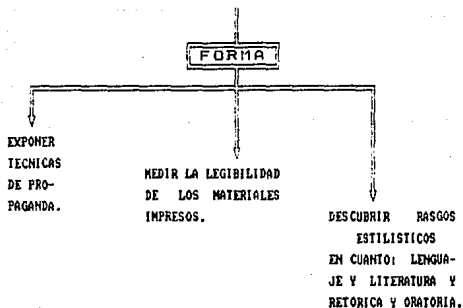 FORMA
EXPONER
TECNICAS
DE PRO-
PAGANDA.
MEDIR LA LEGIBILIDAD
DE LOS MATERIALES
IMPRESOS.
DESCUBRIR RASGOS
ESTILISTICOS
EN CUANTO: LENGUA-
JE Y LITERATURA Y
RETORICA Y ORATORIA.